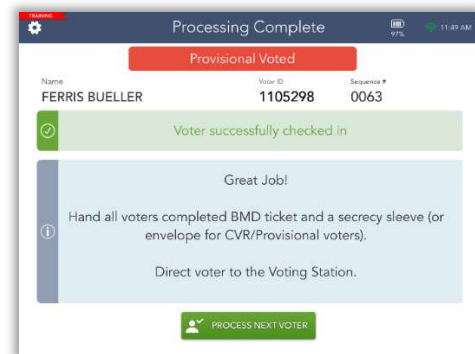 TRAINING
Processing Complete
97%
11:49 AM
Provisional Voted
Name
Voter ID
Sequence #
FERRIS BUELLER
1105298
0063
Voter successfully checked in
Great Job!
Hand all voters completed BMD ticket and a secrecy sleeve (or
envelope for CVR/Provisional voters).
Direct voter to the Voting Station.
PROCESS NEXT VOTER